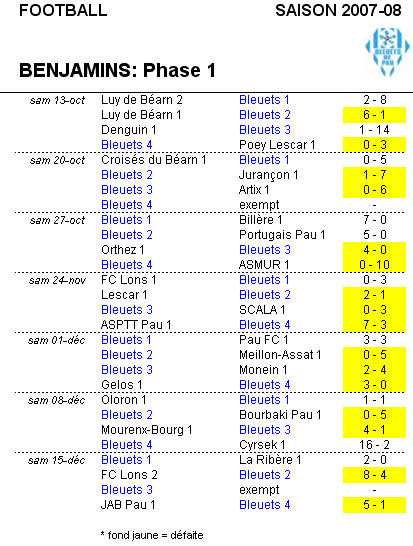 FOOTBALL SAISON 2007-08
BLEUETS
DE PAU
BENJAMINS: Phase 1
sam 13-oct Luy de Béarn 2 Bleuets 1 2 - 8
Luy de Béarn 1 Bleuets 2 6 - 1
Denguin 1 Bleuets 3 1 - 14
Bleuets 4 Poey Lescar 1 0 - 3
sam 20-oct Croisés du Béarn 1 Bleuets 1 0 - 5
Bleuets 2 Jurançon 1 1 - 7
Bleuets 3 Artix 1 0 - 6
Bleuets 4 exempt -
sam 27-oct Bleuets 1 Billère 1 7 - 0
Bleuets 2 Portugais Pau 1 5 - 0
Orthez 1 Bleuets 3 4 - 0
Bleuets 4 ASMUR 1 0 - 10
sam 24-nov FC Lons 1 Bleuets 1 0 - 3
Lescar 1 Bleuets 2 2 - 1
Bleuets 3 SCALA 1 0 - 3
ASPTT Pau 1 Bleuets 4 7 - 3
sam 01-déc Bleuets 1 Pau FC 1 3 - 3
Bleuets 2 Meillon-Assat 1 0 - 5
Bleuets 3 Monein 1 2 - 4
Gelos 1 Bleuets 4 3 - 0
sam 08-déc Oloron 1 Bleuets 1 1 - 1
Bleuets 2 Bourbaki Pau 1 0 - 5
Mourenx-Bourg 1 Bleuets 3 4 - 1
Bleuets 4 Cyrsek 1 16 - 2
sam 15-déc Bleuets 1 La Ribère 1 2 - 0
FC Lons 2 Bleuets 2 8 - 4
Bleuets 3 exempt -
JAB Pau 1 Bleuets 4 5 - 1
* fond jaune = défaite